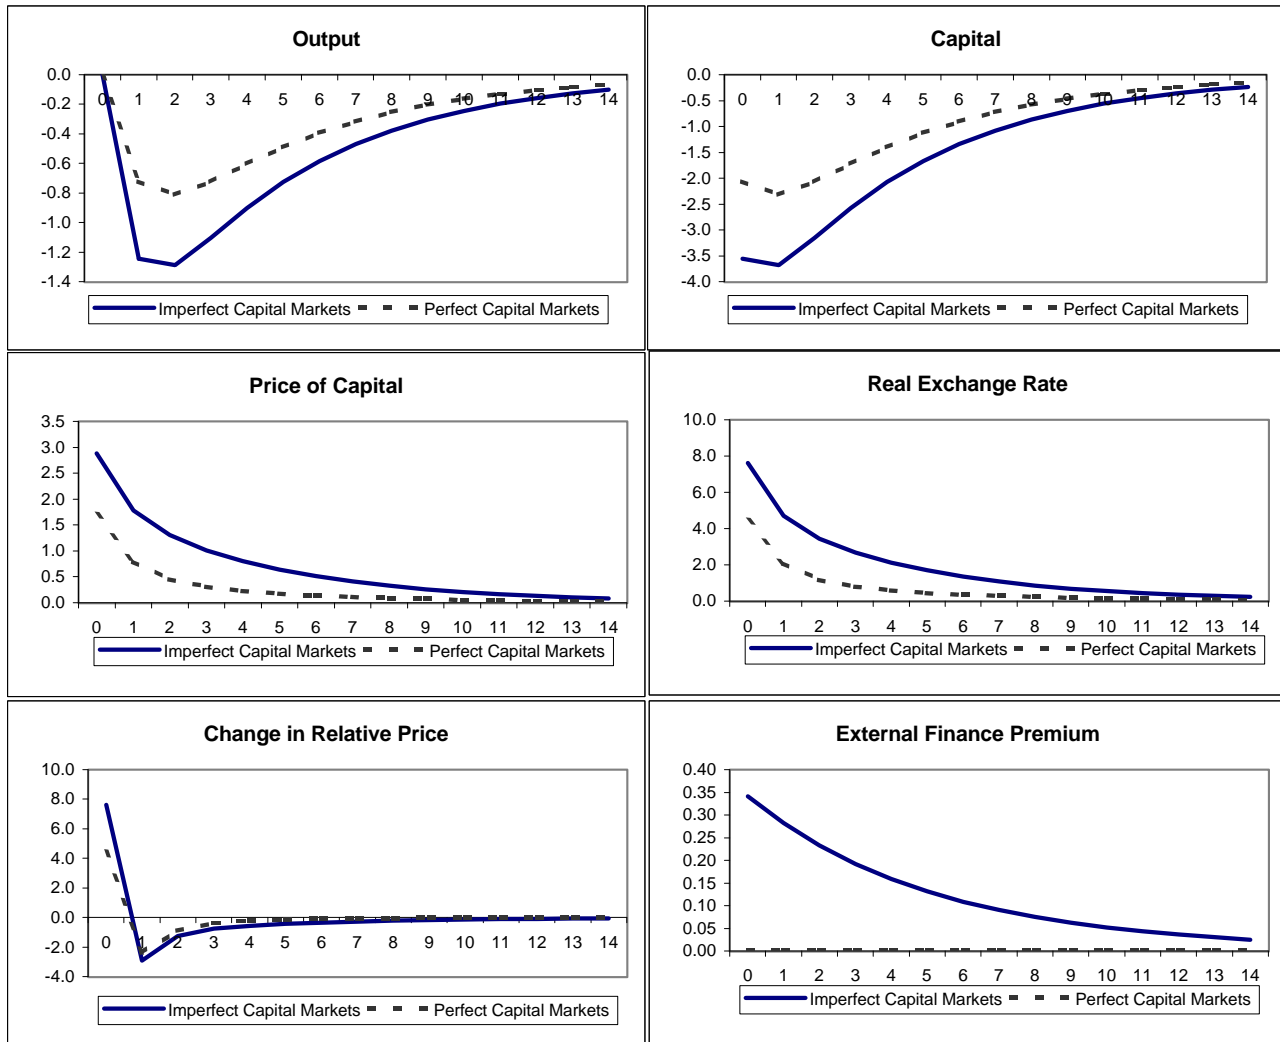 Output
0.0
-0.2
-0.4
-0.6
-0.8
-1.0
-1.2
-1.4
0 1 2 3 4 5 6 7 8 9 10 11 12 13 14
Imperfect Capital Markets Perfect Capital Markets
Capital
0.0
-0.5
-1.0
-1.5
-2.0
-2.5
-3.0
-3.5
-4.0
0 1 2 3 4 5 6 7 8 9 10 11 12 13 14
Imperfect Capital Markets Perfect Capital Markets
Price of Capital
3.5
3.0
2.5
2.0
1.5
1.0
0.5
0.0
0 1 2 3 4 5 6 7 8 9 10 11 12 13 14
Imperfect Capital Markets Perfect Capital Markets
Real Exchange Rate
10.0
8.0
6.0
4.0
2.0
0.0
0 1 2 3 4 5 6 7 8 9 10 11 12 13 14
Imperfect Capital Markets Perfect Capital Markets
Change in Relative Price
10.0
8.0
6.0
4.0
2.0
0.0
-2.0
-4.0
0 1 2 3 4 5 6 7 8 9 10 11 12 13 14
Imperfect Capital Markets Perfect Capital Markets
External Finance Premium
0.40
0.35
0.30
0.25
0.20
0.15
0.10
0.05
0.00
0 1 2 3 4 5 6 7 8 9 10 11 12 13 14
Imperfect Capital Markets Perfect Capital Markets